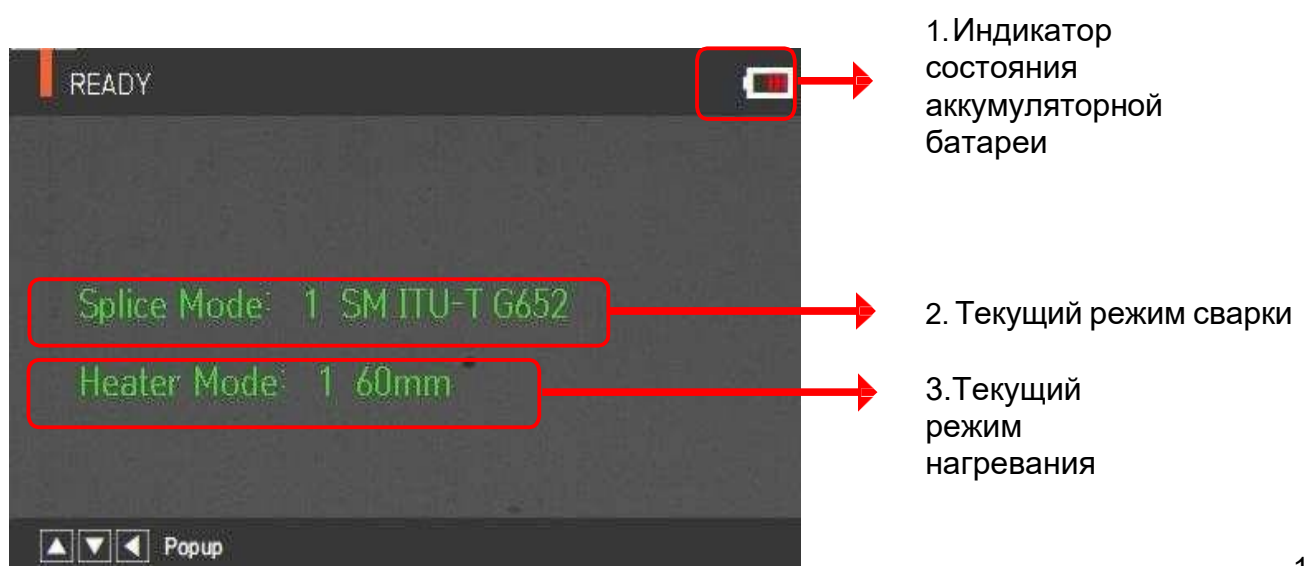 1.Индикатор
состояния
аккумуляторной
батареи
READY
Splice Mode: 1 SM ITU-T G652
2. Текущий режим сварки
Heater Mode: 1 60mm
3.Текущий
режим
нагревания
Popup
1